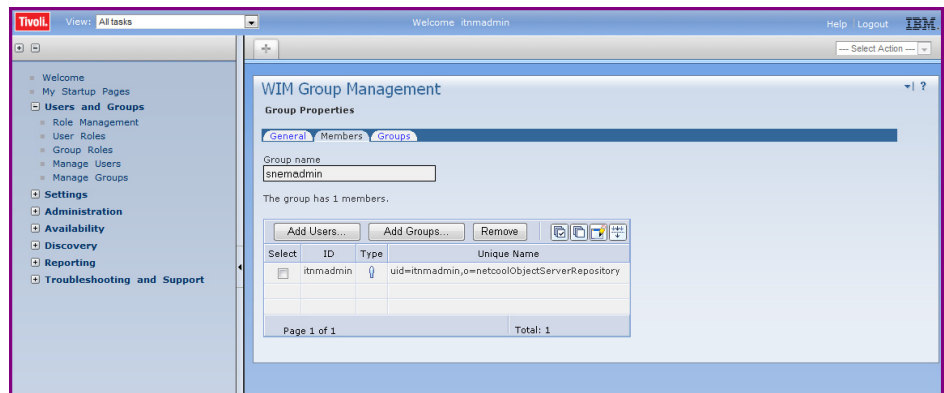 Tivoli. View: All tasks Welcome itnmadmin Help Logout IBM.
--- Select Action ---
Welcome
My Startup Pages
Users and Groups
Role Management
User Roles
Group Roles
Manage Users
Manage Groups
Settings
Administration
Availability
Discovery
Reporting
Troubleshooting and Support
WIM Group Management ?
Group Properties
General Members Groups
Group name
snemadmin
The group has 1 members.
Add Users... Add Groups... Remove
Select ID Type Unique Name
itnmadmin uid=itnmadmin,o=netcoolObjectServerRepository
Page 1 of 1 Total: 1